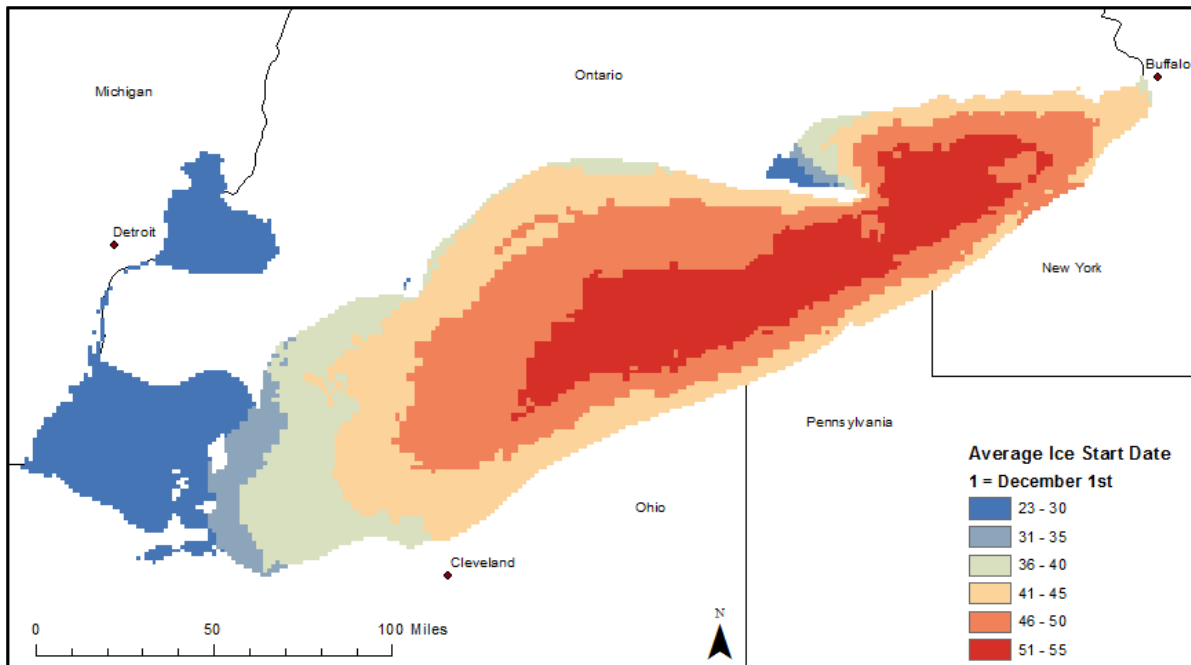 Buffalo
Ontario
Michigan
Detroit
New York
Pennsylvania
Ohio
Cleveland
N
0 50 100 Miles
Average Ice Start Date
1 = December 1st
23 - 30
31 - 35
36 - 40
41 - 45
46 - 50
51 - 55